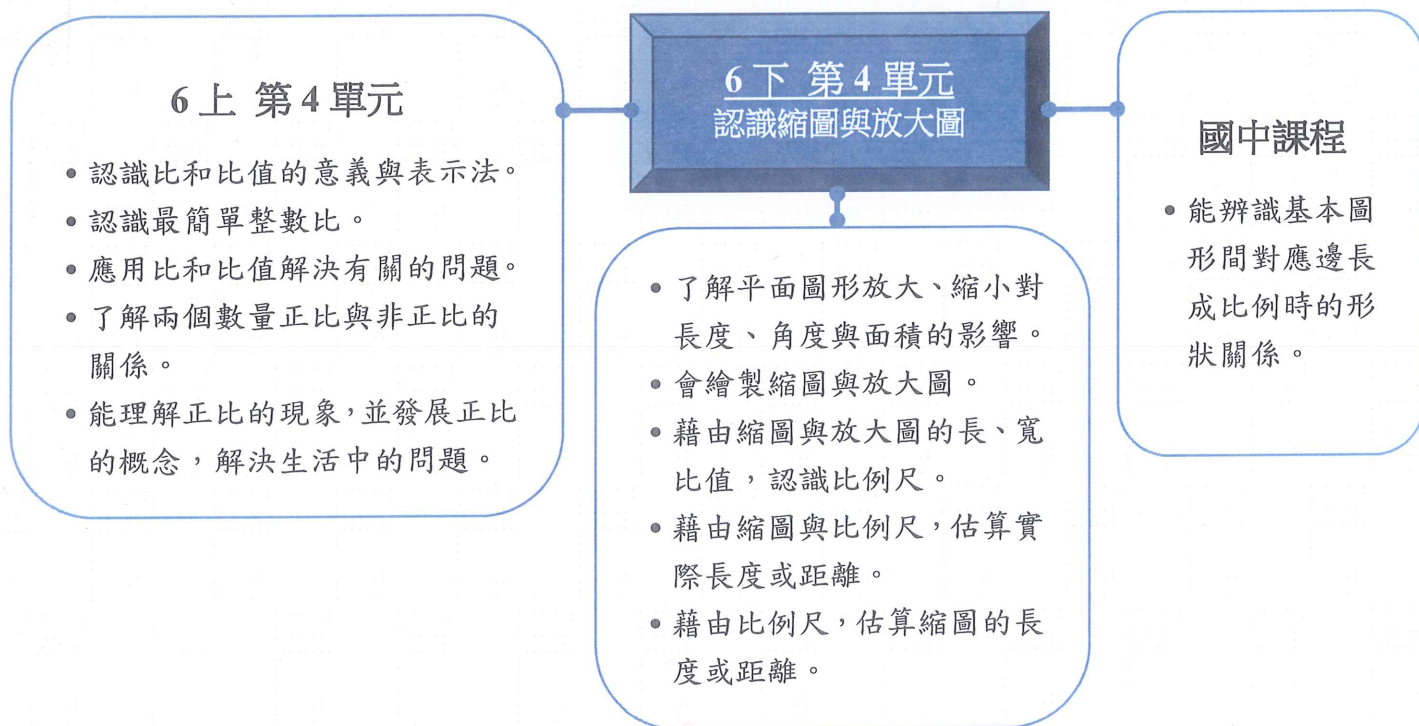 6上 第4單元
• 認識比和比值的意義與表示法。
• 認識最簡單整數比。
• 應用比和比值解決有關的問題。
• 了解兩個數量正比與非正比的
關係。
• 能理解正比的現象,並發展正比
的概念,解決生活中的問題。
6下 第4單元
認識縮圖與放大圖
• 了解平面圖形放大、縮小對
長度、角度與面積的影響。
• 會繪製縮圖與放大圖。
• 藉由縮圖與放大圖的長、寬
比值,認識比例尺。
• 藉由縮圖與比例尺,估算實
際長度或距離。
• 藉由比例尺,估算縮圖的長
度或距離。
國中課程
• 能辨識基本圖
形間對應邊長
成比例時的形
狀關係。